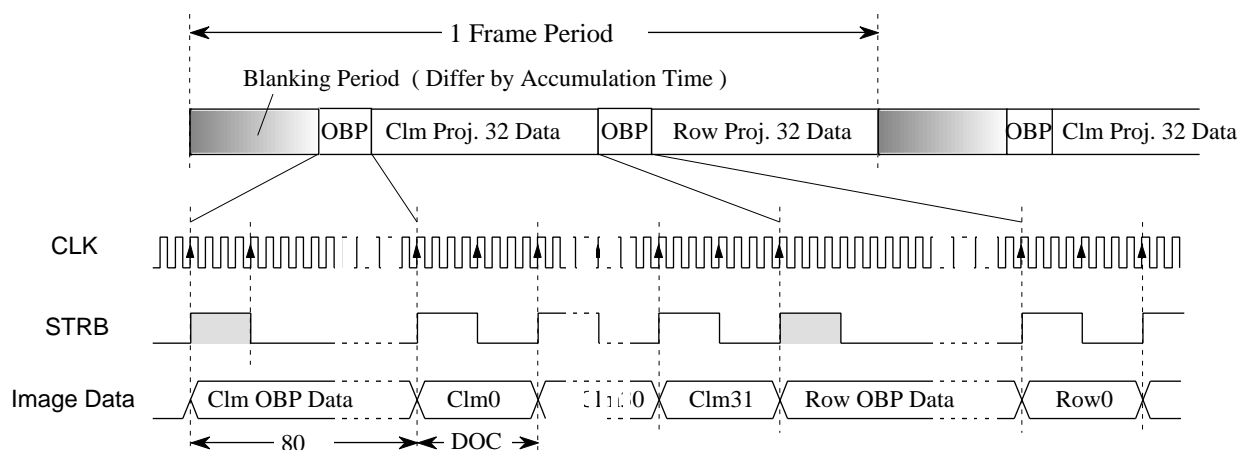 1 Frame Period
Blanking Period ( Differ by Accumulation Time )
OBP Clm Proj. 32 Data OBP Row Proj. 32 Data OBP Clm Proj. 32 Data
CLK
STRB
Image Data Clm OBP Data Clm0 Clm31 Row OBP Data Row0
80 DOC